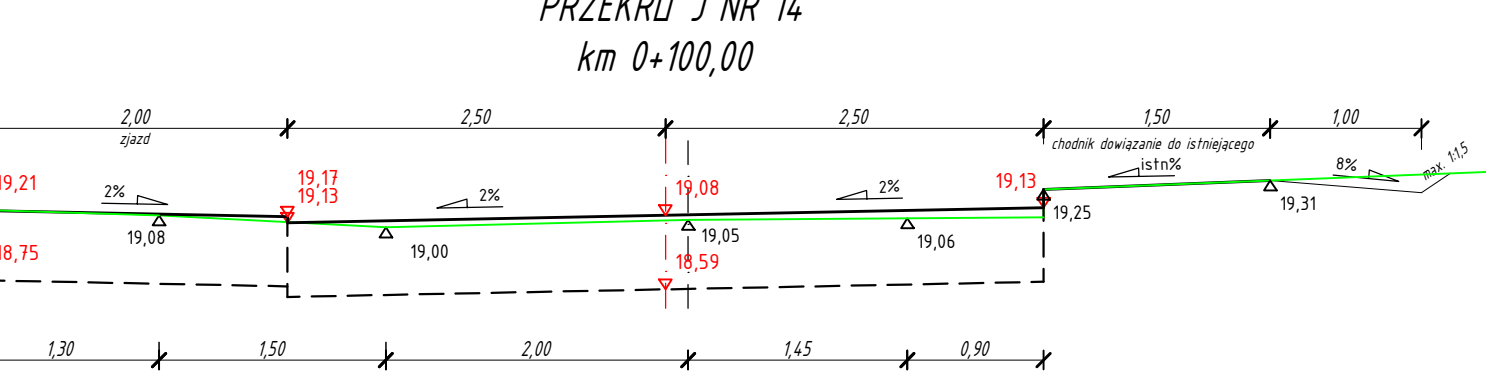 PRZEKRÓJ NR 14
km 0+100,00
2,00 2,50 2,50 1,50 1,00
zjazd chodnik dowiązanie do istniejącego
max. 1:1,5
19,21 2% 19,17 2% 19,08 2% 19,13 istn% 8%
19,13
19,08 19,00 19,05 19,06 19,25 19,31
18,75 18,59
1,30 1,50 2,00 1,45 0,90